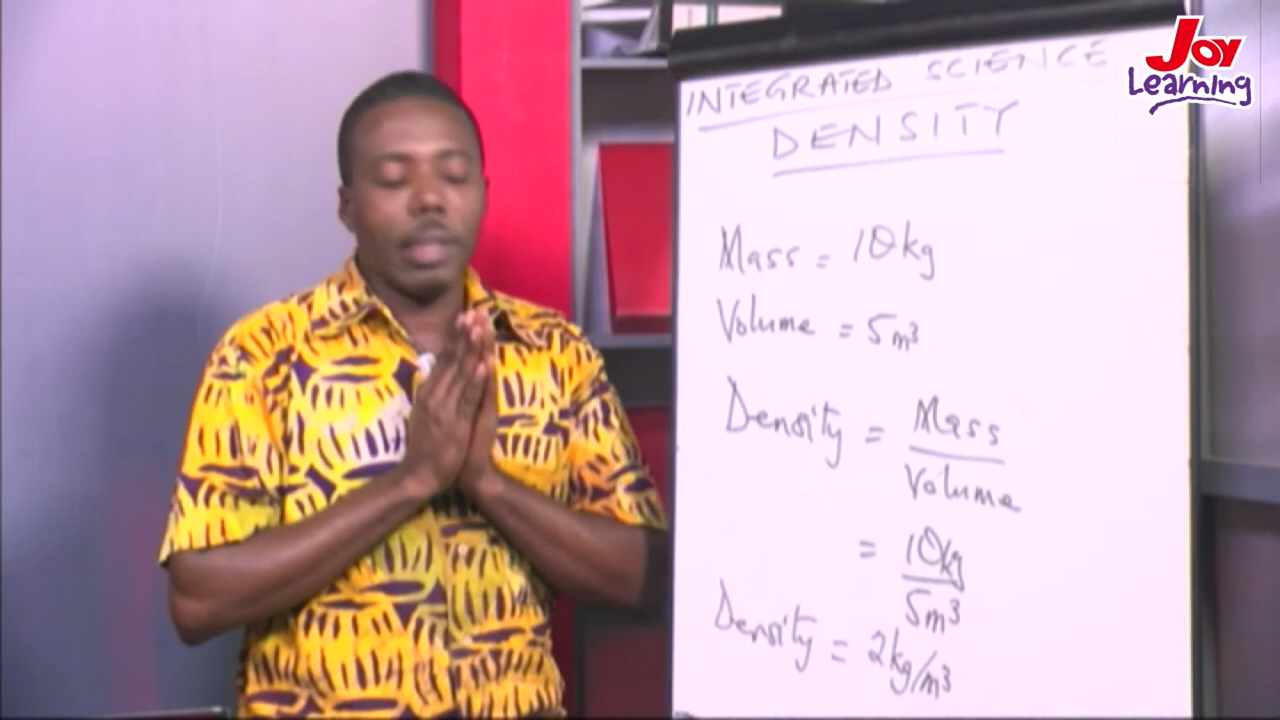 Joy
Learning
INTEGRATED SCIENCE
DENSITY
Mass = 10kg
Volume = 5m³
Density = Mass
Volume
= 10kg
5m³
Density = 2kg/m³